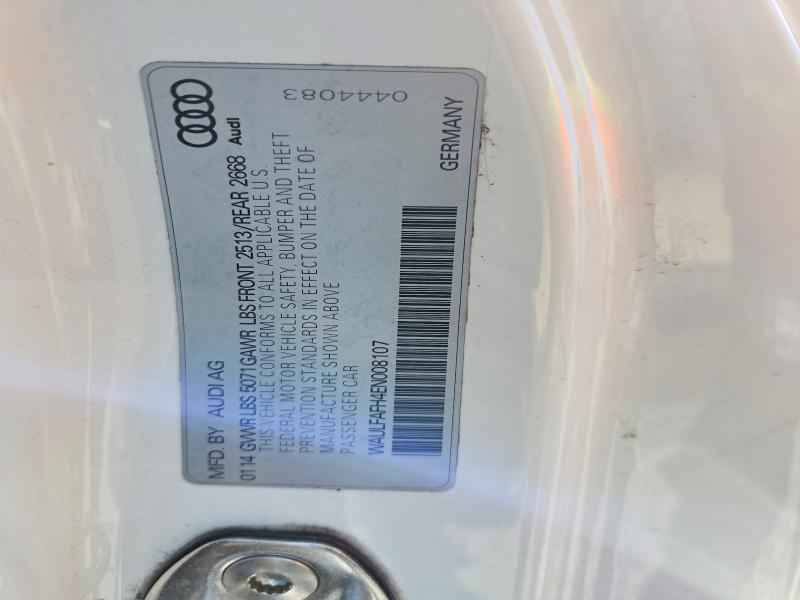 MFD. BY AUDI AG
0114 GVWR LBS 5071 GAWR LBS FRONT 2513/REAR 2668 Audi
THIS VEHICLE CONFORMS TO ALL APPLICABLE U.S.
FEDERAL MOTOR VEHICLE SAFETY, BUMPER AND THEFT
PREVENTION STANDARDS IN EFFECT ON THE DATE OF
MANUFACTURE SHOWN ABOVE
PASSENGER CAR
WAULFAFH4EN008107
GERMANY
0444083